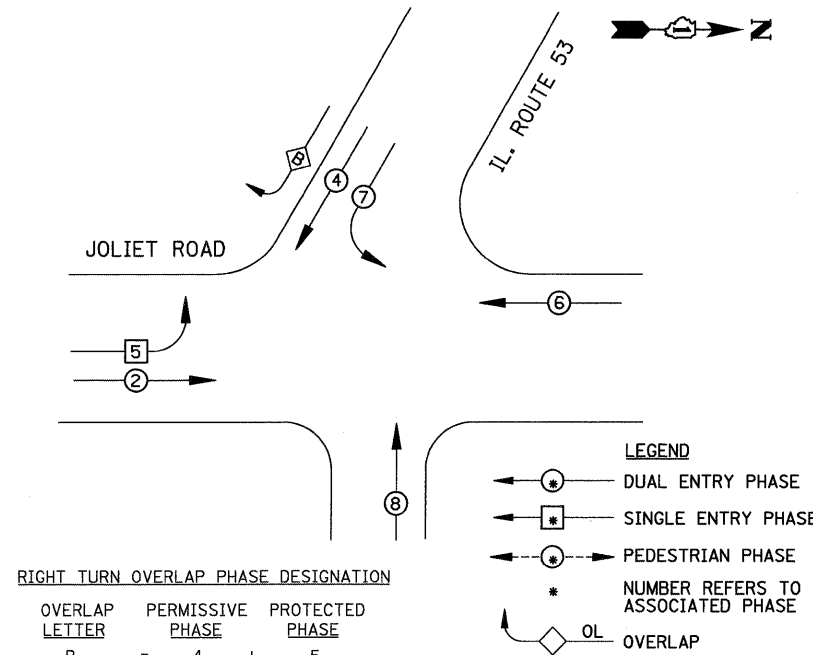 N
IL. ROUTE 53
B
4
7
JOLIET ROAD
6
5
2
8
LEGEND
* DUAL ENTRY PHASE
* SINGLE ENTRY PHASE
* PEDESTRIAN PHASE
* NUMBER REFERS TO
ASSOCIATED PHASE
OL OVERLAP
RIGHT TURN OVERLAP PHASE DESIGNATION
OVERLAP PERMISSIVE PROTECTED
LETTER PHASE PHASE
B = 4 + 5